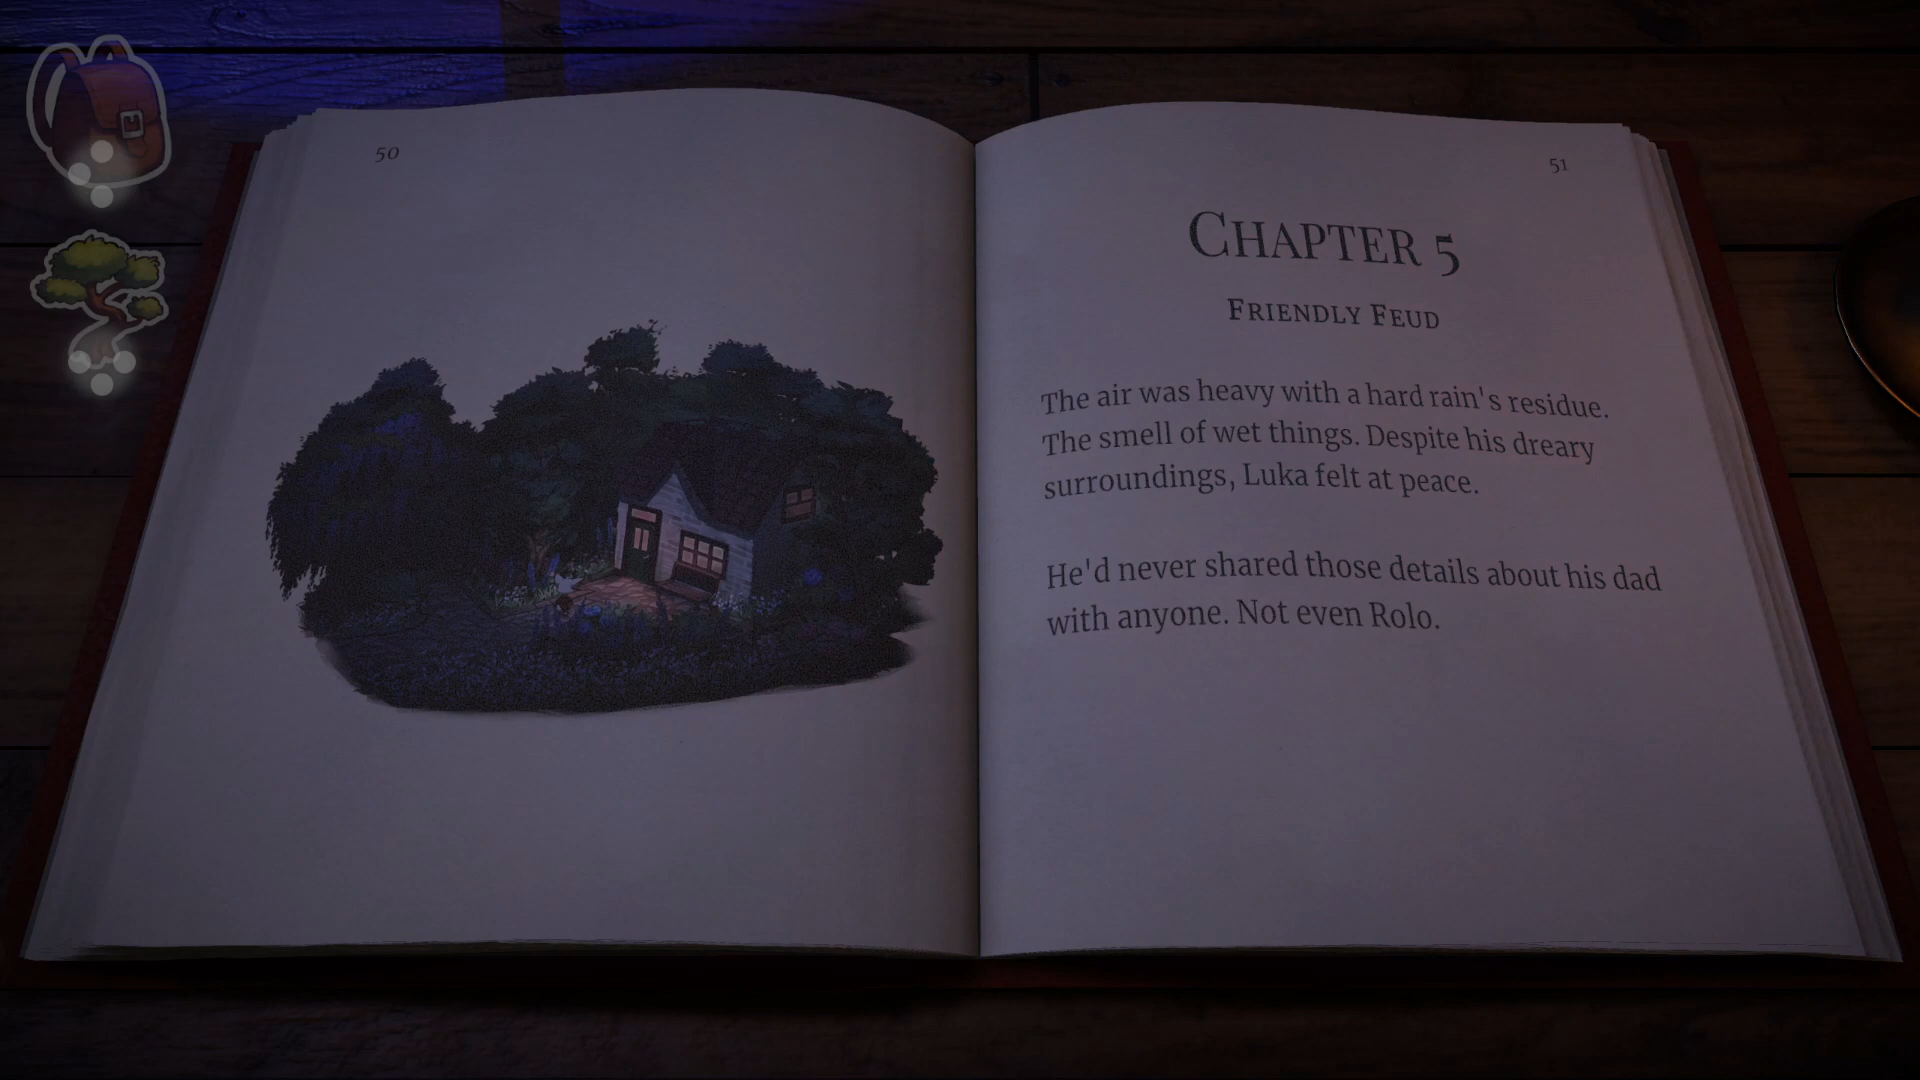 50
51
Chapter 5
Friendly Feud
The air was heavy with a hard rain's residue.
The smell of wet things. Despite his dreary
surroundings, Luka felt at peace.
He'd never shared those details about his dad
with anyone. Not even Rolo.